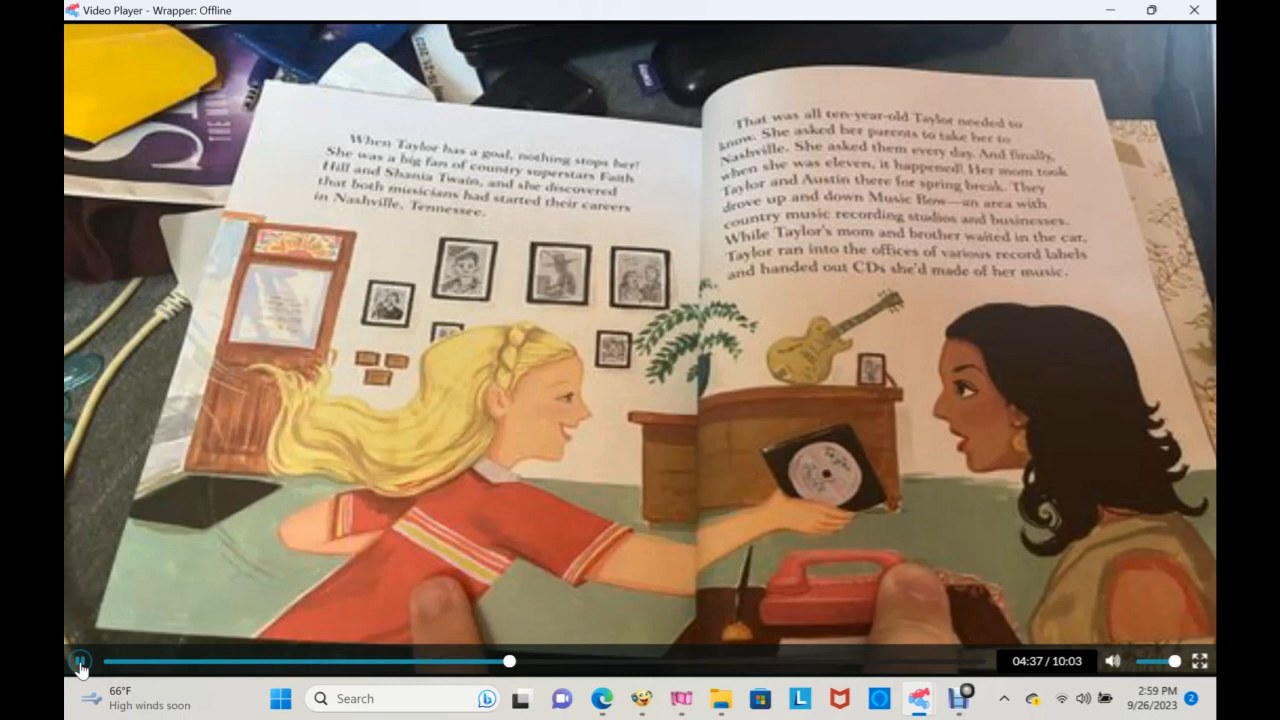 Video Player - Wrapper: Offline
When Taylor has a goal, nothing stops her!
She was a big fan of country superstars Faith
Hill and Shania Twain, and she discovered
that both musicians had started their careers
in Nashville, Tennessee.
That was all ten-year-old Taylor needed to
know. She asked her parents to take her to
Nashville. She asked them every day. And finally,
when she was eleven, it happened! Her mom took
Taylor and Austin there for spring break. They
drove up and down Music Row—an area with
country music recording studios and businesses.
While Taylor's mom and brother waited in the car,
Taylor ran into the offices of various record labels
and handed out CDs she'd made of her music.
Taylor
04:37 / 10:03
66°F
High winds soon
Search
2:59 PM
9/26/2023
2